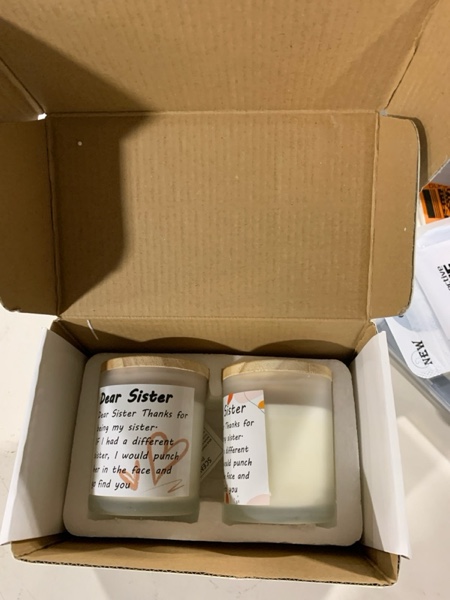 Dear Sister
Dear Sister Thanks for
being my sister.
if I had a different
sister, I would punch
her in the face and
go find you
Sister
Thanks for
sister.
different
would punch
and
you
NEW